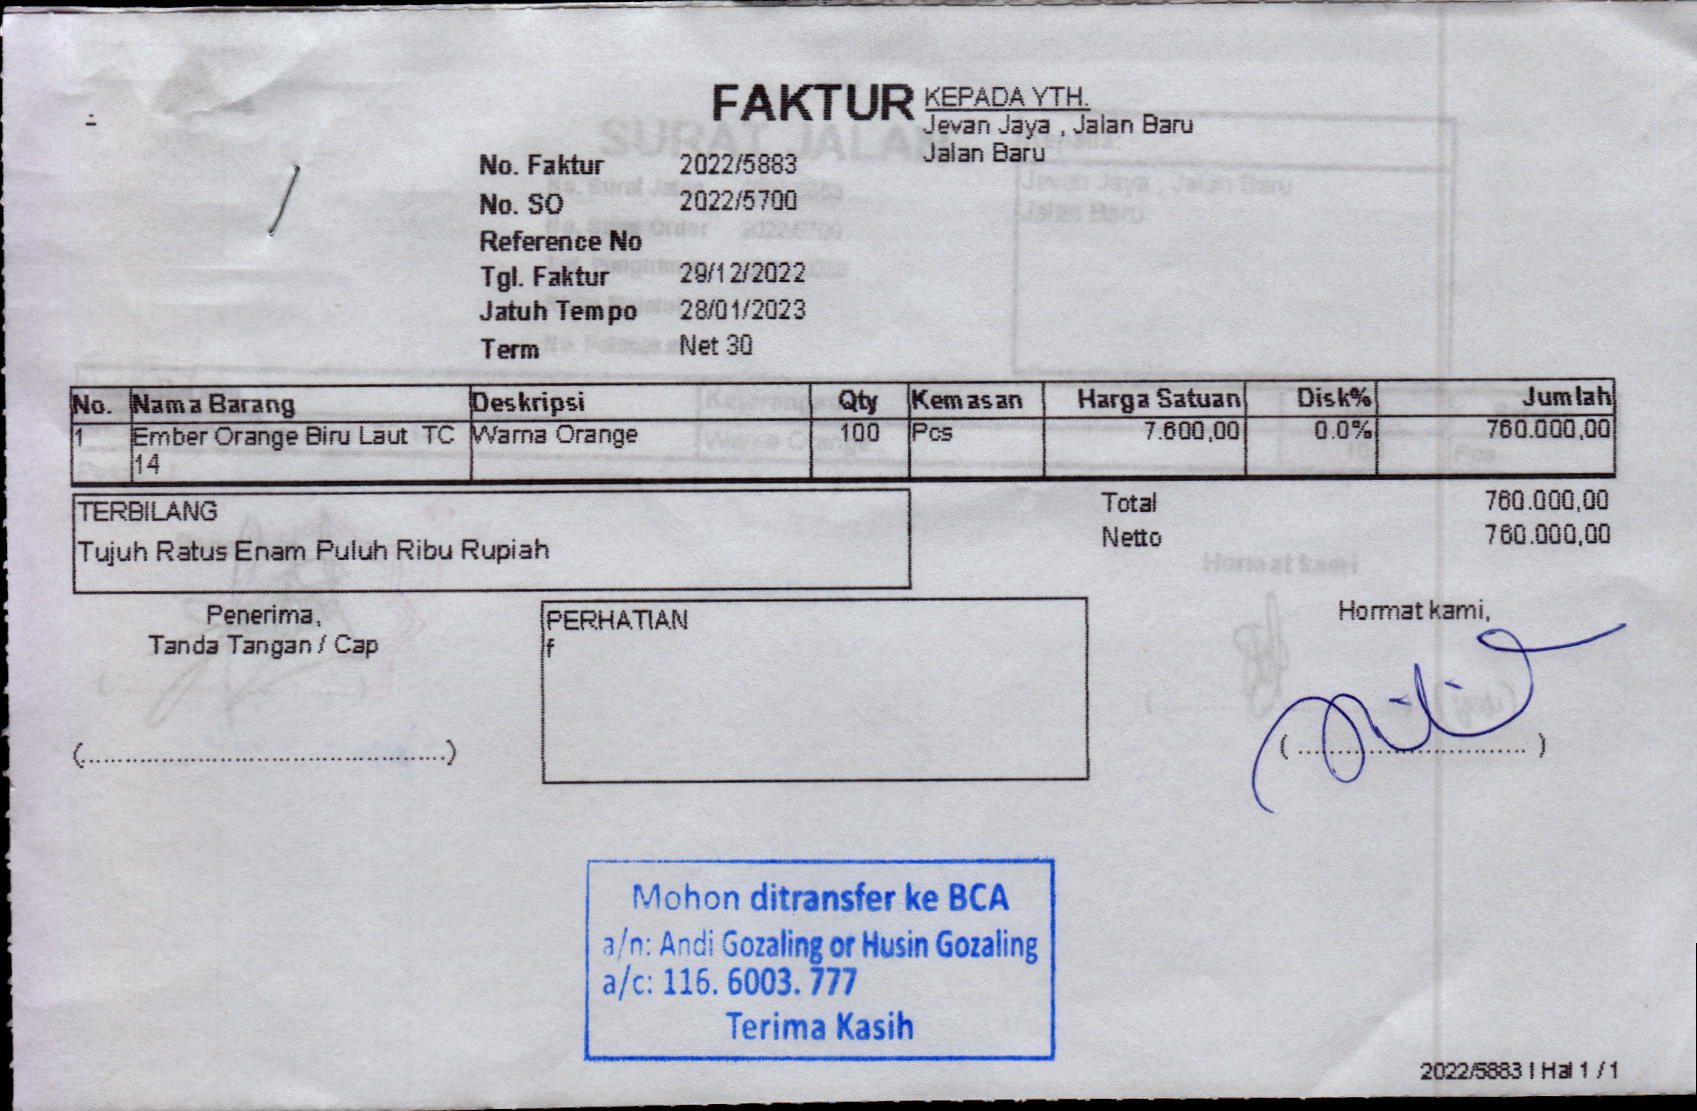 FAKTUR
KEPADA YTH.
Jevan Jaya , Jalan Baru
Jalan Baru
No. Faktur 2022/5883
No. SO 2022/5700
Reference No
Tgl. Faktur 29/12/2022
Jatuh Tempo 28/01/2023
Term Net 30
No. Nama Barang Deskripsi Qty Kemasan Harga Satuan Disk% Jumlah
1 Ember Orange Biru Laut TC Warna Orange 100 Pcs 7.600,00 0.0% 760.000,00
14
TERBILANG
Tujuh Ratus Enam Puluh Ribu Rupiah
Total 760.000,00
Netto 760.000,00
Penerima,
Tanda Tangan / Cap
(..............................................)
PERHATIAN
f
Hormat kami,
( .............................. )
Mohon ditransfer ke BCA
a/n: Andi Gozaling or Husin Gozaling
a/c: 116. 6003. 777
Terima Kasih
2022/5883 | Hal 1 / 1